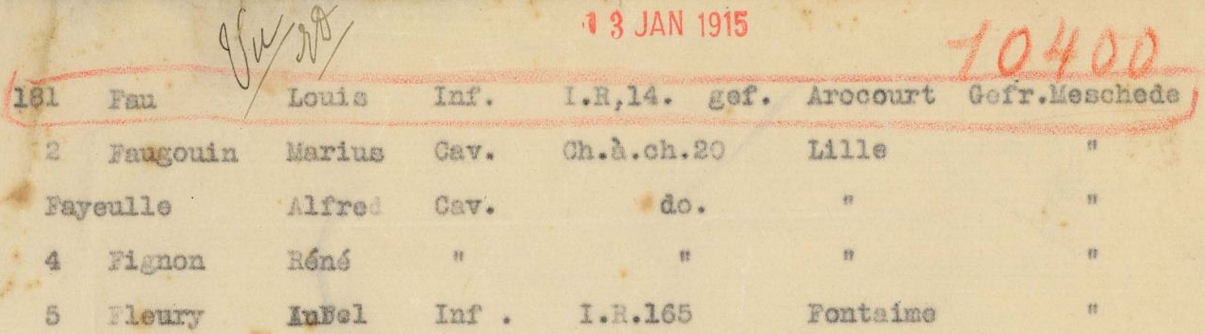 13 JAN 1915
10400
181 Fau Louis Inf. I.R,14. gef. Arocourt Gefr.Meschede
2 Faugouin Marius Cav. Ch.à.ch.20 Lille "
Fayeulle Alfred Cav. do. " "
4 Fignon Réné " " " "
5 Fleury Inf . I.R.165 Fontaime "